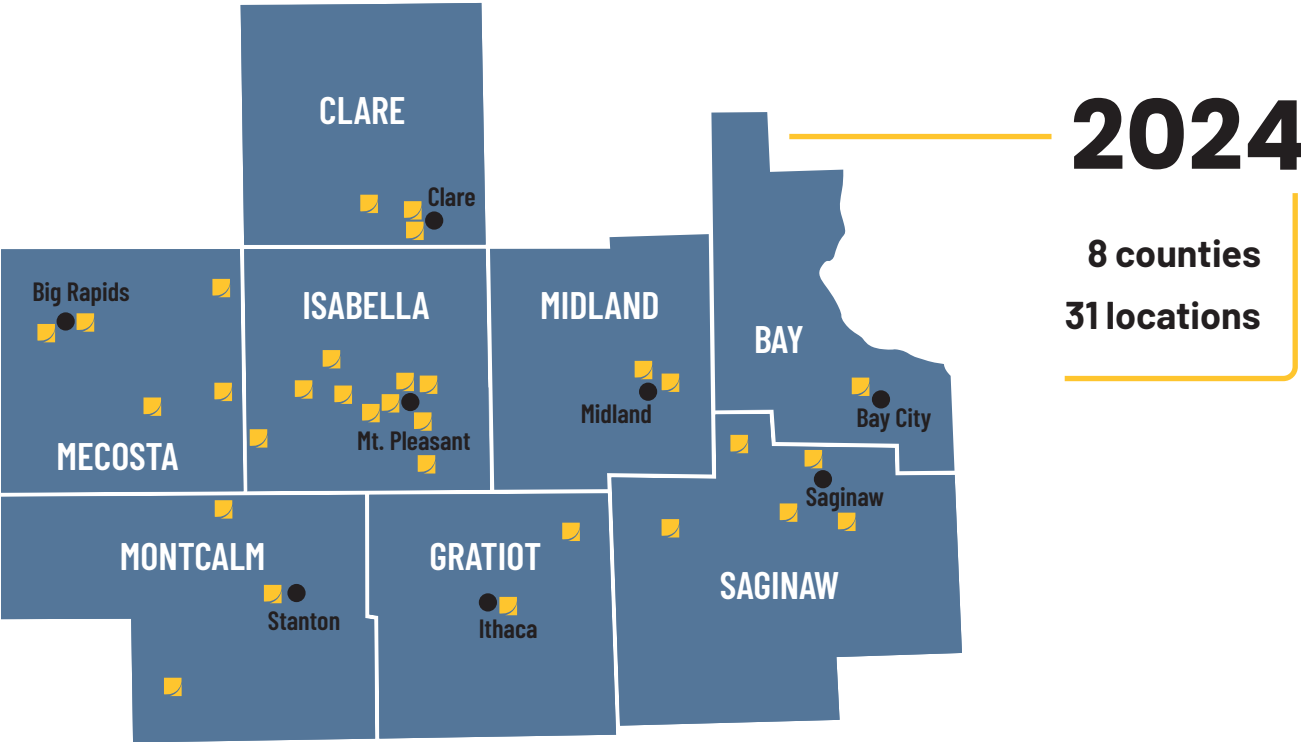 CLARE
Clare
2024
8 counties
31 locations
Big Rapids
ISABELLA
MIDLAND
BAY
Midland
Bay City
Mt. Pleasant
MECOSTA
Saginaw
MONTCALM
GRATIOT
SAGINAW
Stanton
Ithaca